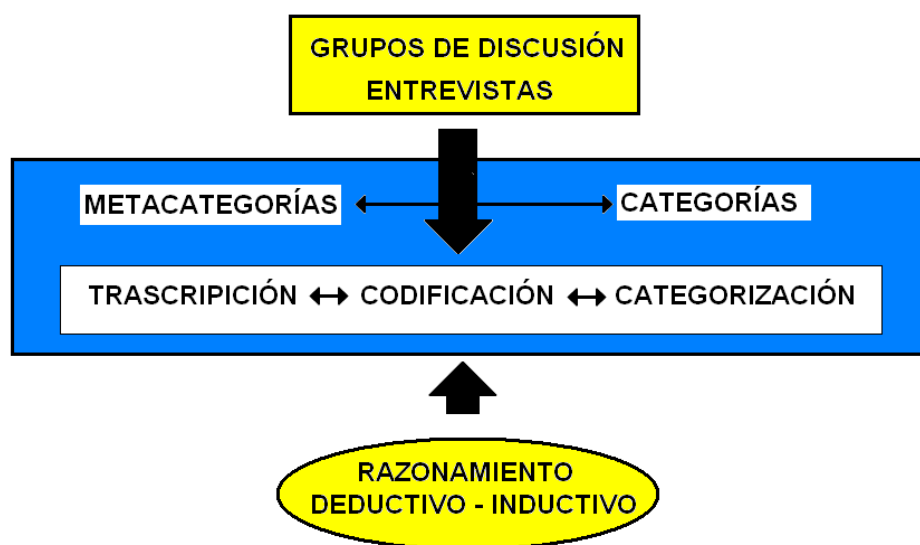 GRUPOS DE DISCUSIÓN
ENTREVISTAS
METACATEGORÍAS
CATEGORÍAS
TRASCRIPICIÓN CODIFICACIÓN CATEGORIZACIÓN
RAZONAMIENTO
DEDUCTIVO - INDUCTIVO